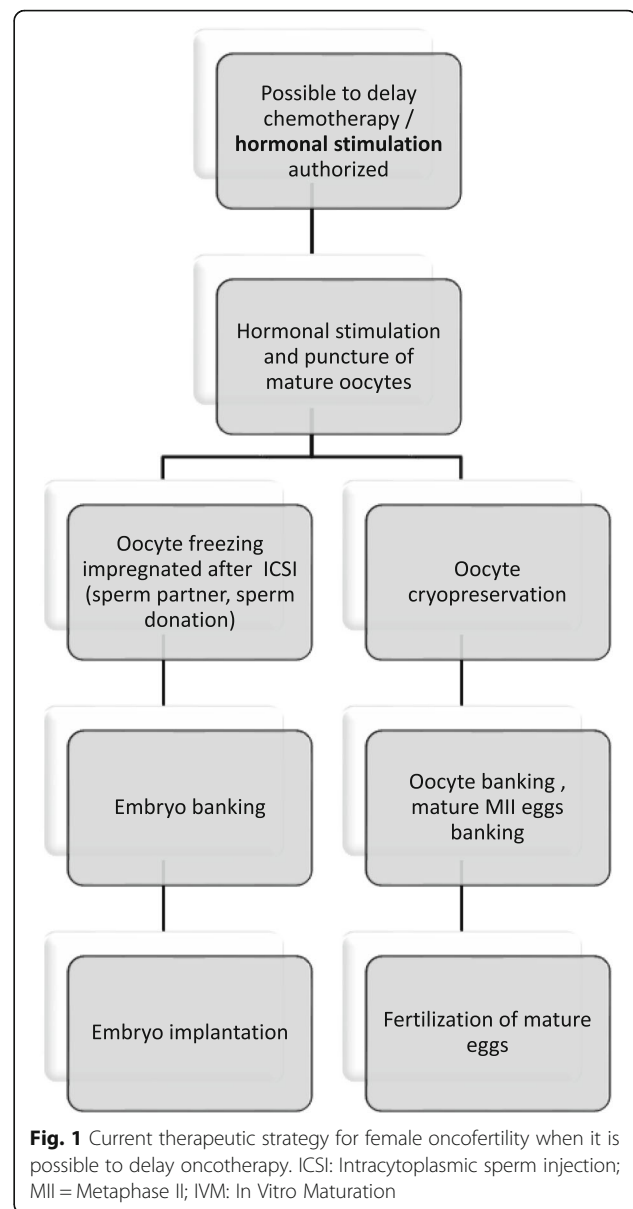 Possible to delay
chemotherapy /
hormonal stimulation
authorized
Hormonal stimulation
and puncture of
mature oocytes
Oocyte freezing
impregnated after ICSI
(sperm partner, sperm
donation)
Oocyte
cryopreservation
Embryo banking
Oocyte banking ,
mature MII eggs
banking
Embryo implantation
Fertilization of mature
eggs
Fig. 1 Current therapeutic strategy for female oncofertility when it is
possible to delay oncotherapy. ICSI: Intracytoplasmic sperm injection;
MII = Metaphase II; IVM: In Vitro Maturation